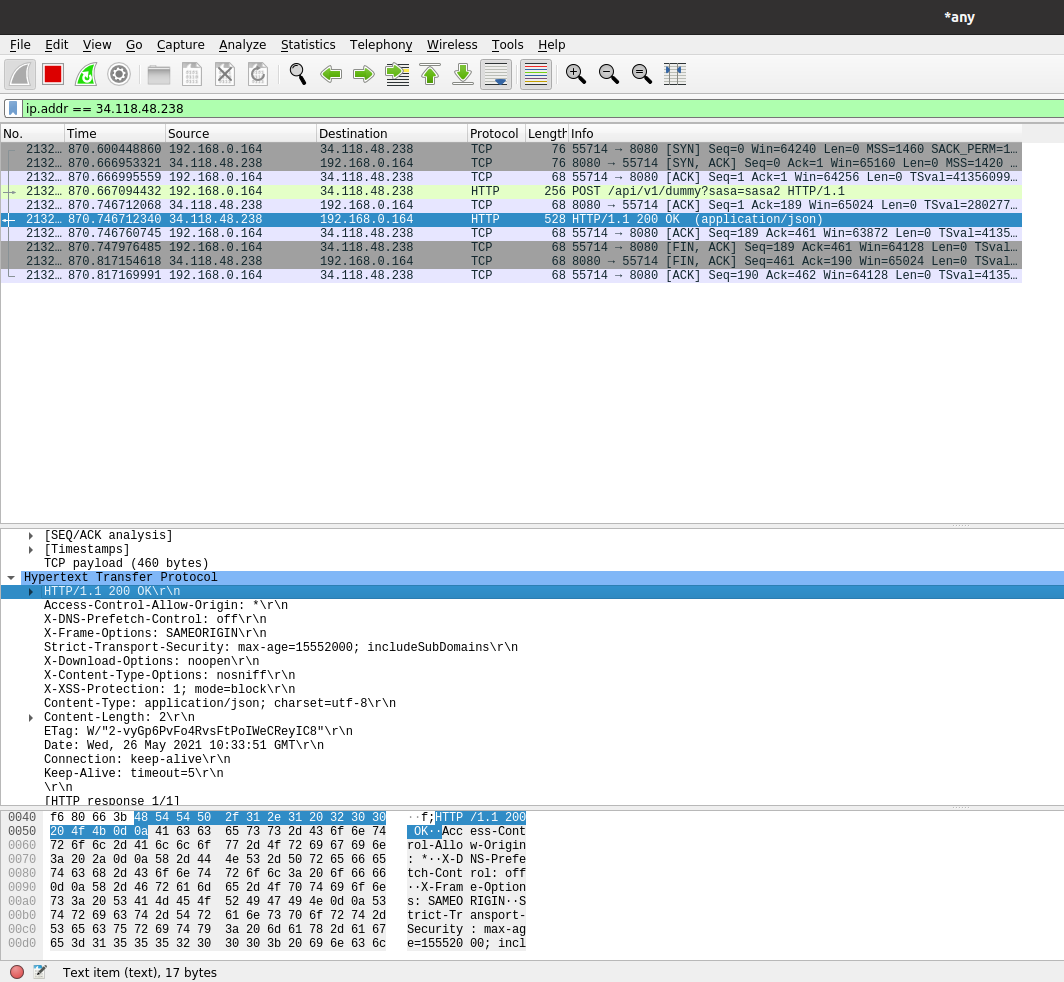 *any
File Edit View Go Capture Analyze Statistics Telephony Wireless Tools Help
ip.addr == 34.118.48.238
No. Time Source Destination Protocol Length Info
2132… 870.600448860 192.168.0.164 34.118.48.238 TCP 76 55714 → 8080 [SYN] Seq=0 Win=64240 Len=0 MSS=1460 SACK_PERM=1…
2132… 870.666953321 34.118.48.238 192.168.0.164 TCP 76 8080 → 55714 [SYN, ACK] Seq=0 Ack=1 Win=65160 Len=0 MSS=1420 …
2132… 870.666995559 192.168.0.164 34.118.48.238 TCP 68 55714 → 8080 [ACK] Seq=1 Ack=1 Win=64256 Len=0 TSval=41356099…
2132… 870.667094432 192.168.0.164 34.118.48.238 HTTP 256 POST /api/v1/dummy?sasa=sasa2 HTTP/1.1
2132… 870.746712068 34.118.48.238 192.168.0.164 TCP 68 8080 → 55714 [ACK] Seq=1 Ack=189 Win=65024 Len=0 TSval=280277…
2132… 870.746712340 34.118.48.238 192.168.0.164 HTTP 528 HTTP/1.1 200 OK  (application/json)
2132… 870.746760745 192.168.0.164 34.118.48.238 TCP 68 55714 → 8080 [ACK] Seq=189 Ack=461 Win=63872 Len=0 TSval=4135…
2132… 870.747976485 192.168.0.164 34.118.48.238 TCP 68 55714 → 8080 [FIN, ACK] Seq=189 Ack=461 Win=64128 Len=0 TSval…
2132… 870.817154618 34.118.48.238 192.168.0.164 TCP 68 8080 → 55714 [FIN, ACK] Seq=461 Ack=190 Win=65024 Len=0 TSval…
2132… 870.817169991 192.168.0.164 34.118.48.238 TCP 68 55714 → 8080 [ACK] Seq=190 Ack=462 Win=64128 Len=0 TSval=4135…
[SEQ/ACK analysis]
[Timestamps]
TCP payload (460 bytes)
Hypertext Transfer Protocol
HTTP/1.1 200 OK\r\n
Access-Control-Allow-Origin: *\r\n
X-DNS-Prefetch-Control: off\r\n
X-Frame-Options: SAMEORIGIN\r\n
Strict-Transport-Security: max-age=15552000; includeSubDomains\r\n
X-Download-Options: noopen\r\n
X-Content-Type-Options: nosniff\r\n
X-XSS-Protection: 1; mode=block\r\n
Content-Type: application/json; charset=utf-8\r\n
Content-Length: 2\r\n
ETag: W/"2-vyGp6PvFo4RvsFtPoIWeCReyIC8"\r\n
Date: Wed, 26 May 2021 10:33:51 GMT\r\n
Connection: keep-alive\r\n
Keep-Alive: timeout=5\r\n
\r\n
[HTTP response 1/1]
0040 f6 80 66 3b 48 54 54 50 2f 31 2e 31 20 32 30 30 ··f;HTTP /1.1 200
0050 20 4f 4b 0d 0a 41 63 63 65 73 73 2d 43 6f 6e 74  OK··Acc ess-Cont
0060 72 6f 6c 2d 41 6c 6c 6f 77 2d 4f 72 69 67 69 6e rol-Allo w-Origin
0070 3a 20 2a 0d 0a 58 2d 44 4e 53 2d 50 72 65 66 65 : *··X-D NS-Prefe
0080 74 63 68 2d 43 6f 6e 74 72 6f 6c 3a 20 6f 66 66 tch-Cont rol: off
0090 0d 0a 58 2d 46 72 61 6d 65 2d 4f 70 74 69 6f 6e ··X-Fram e-Option
00a0 73 3a 20 53 41 4d 45 4f 52 49 47 49 4e 0d 0a 53 s: SAMEO RIGIN··S
00b0 74 72 69 63 74 2d 54 72 61 6e 73 70 6f 72 74 2d trict-Tr ansport-
00c0 53 65 63 75 72 69 74 79 3a 20 6d 61 78 2d 61 67 Security : max-ag
00d0 65 3d 31 35 35 35 32 30 30 30 3b 20 69 6e 63 6c e=155520 00; incl
Text item (text), 17 bytes